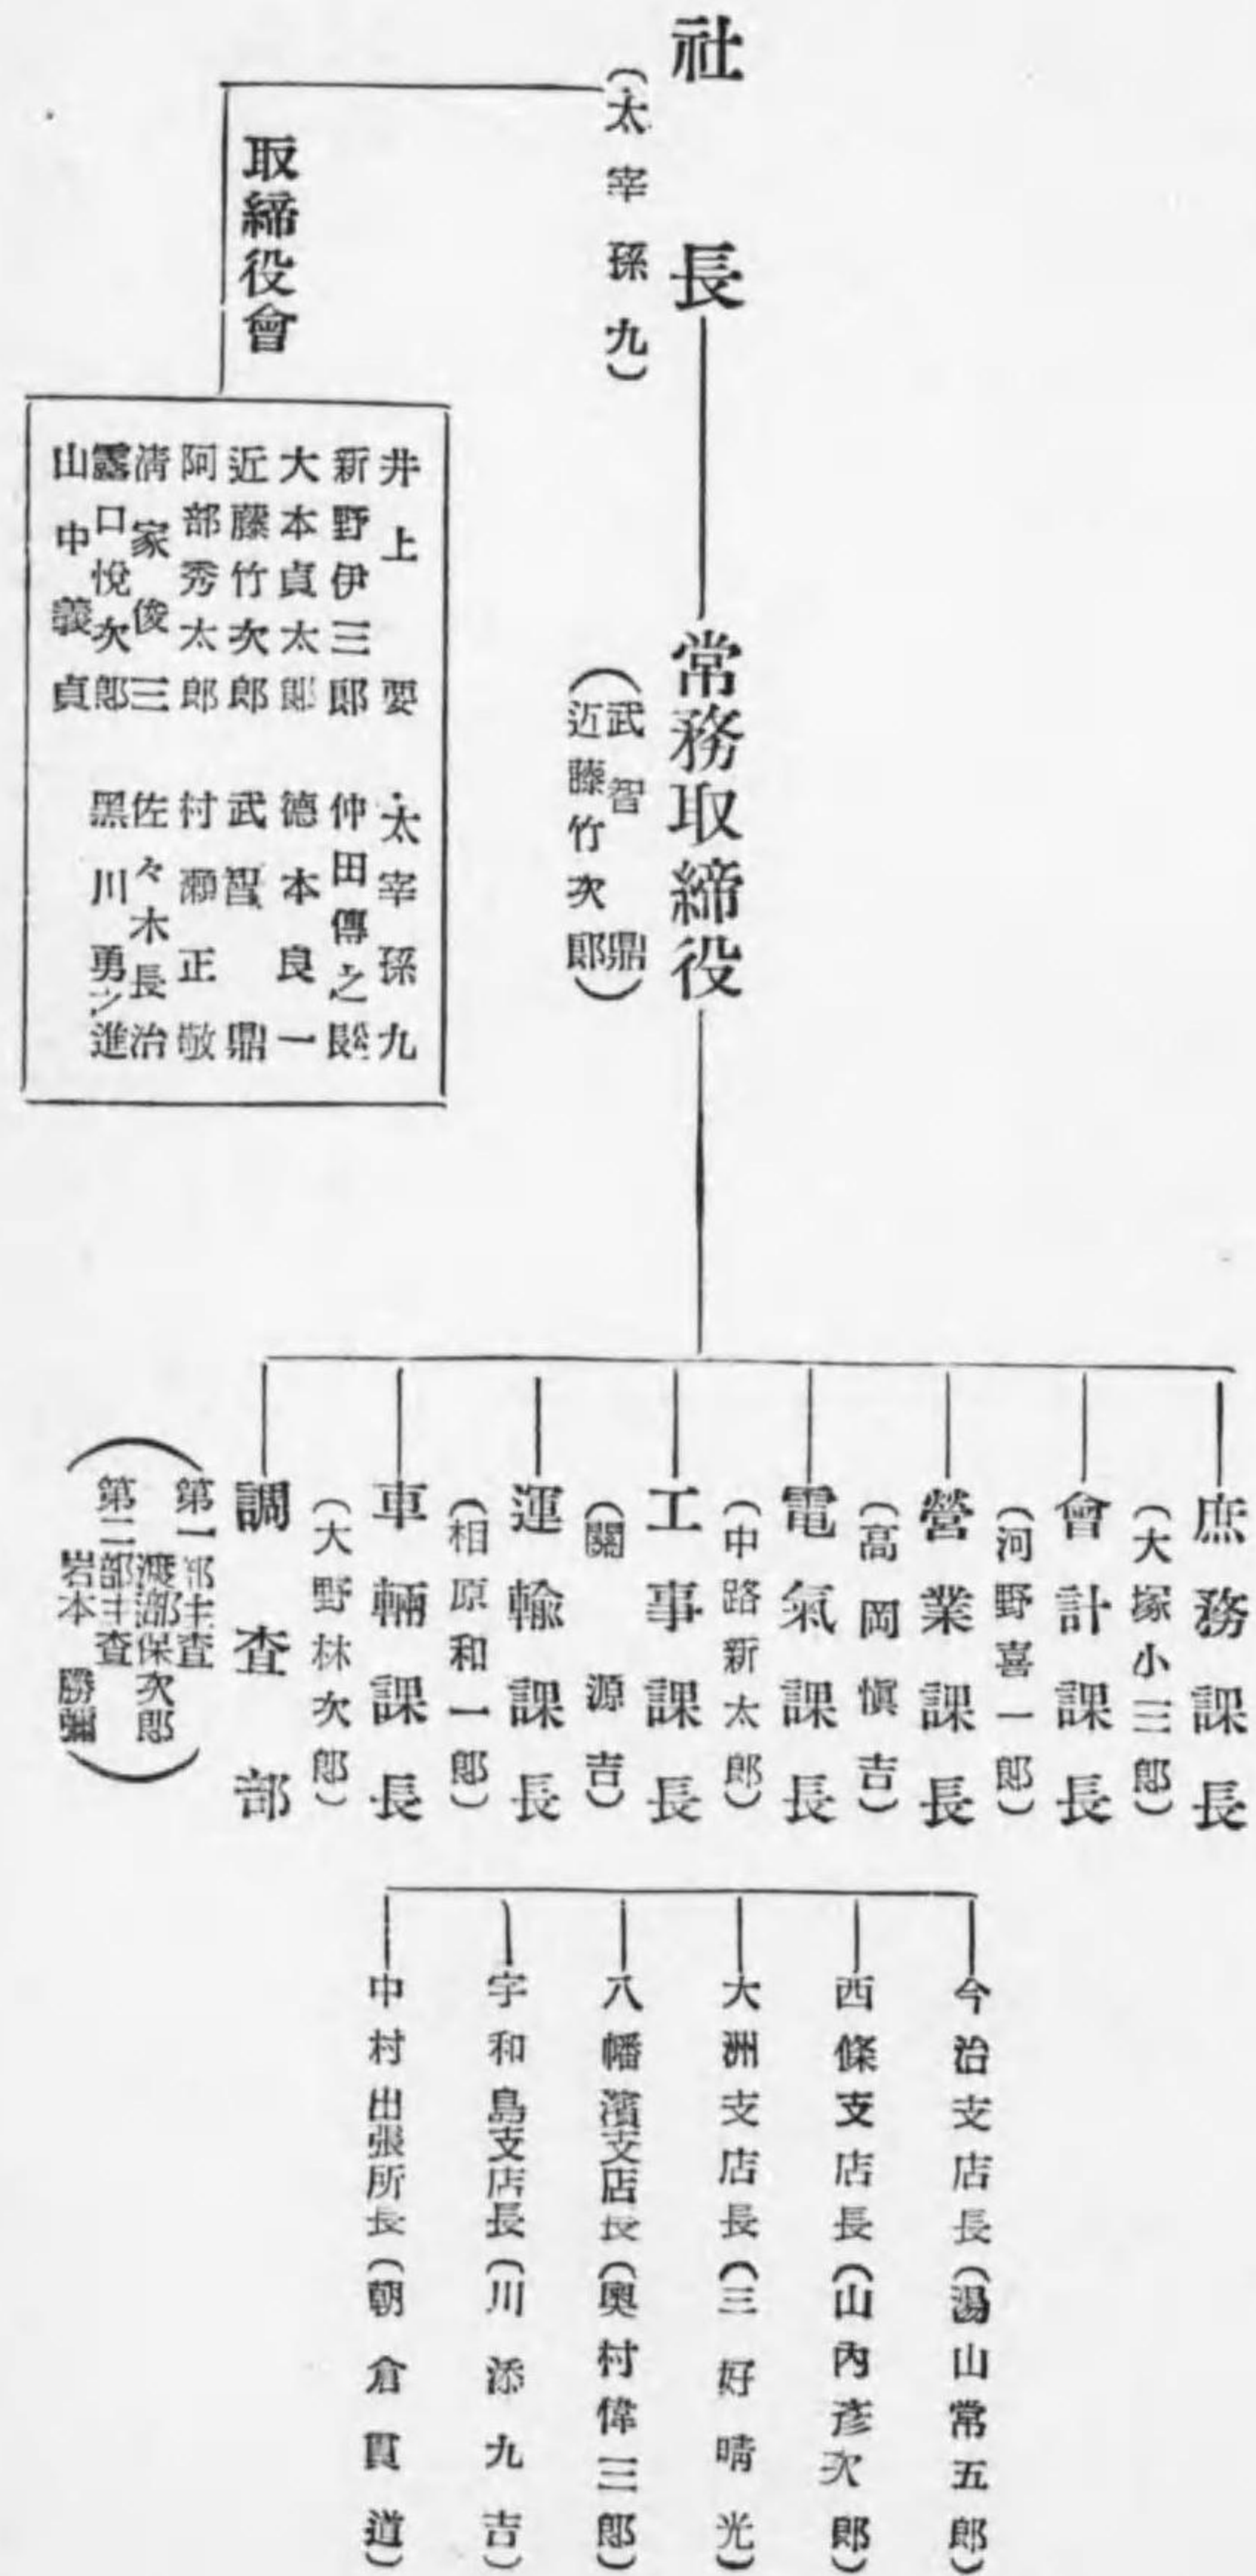 社長
(太宰孫九)
取締役會
井上要 太宰孫九
新野伊三郎 仲田傳之長公
大本貞太郎 德本良一
近藤竹次郎 武智鼎
阿部秀太郎 村瀨正敬
淸家俊三 佐々木長治
露口悅次郎 黑川勇之進
山中義貞
常務取締役
(武智鼎
近藤竹次郎)
庶務課長
(大塚小三郎)
會計課長
(河野喜一郎)
營業課長
(高岡愼吉)
電氣課長
(中路新太郎)
工事課長
(關源吉)
運輸課長
(相原和一郎)
車輛課長
(大野林次郎)
調查部
(第一部主査
渡部保次郎
第二部主査
岩本勝彌)
今治支店長(湯山常五郎)
西條支店長(山內彥次郎)
大洲支店長(三好晴光)
八幡濱支店長(奧村偉三郎)
宇和島支店長(川添九吉)
中村出張所長(朝倉貫道)